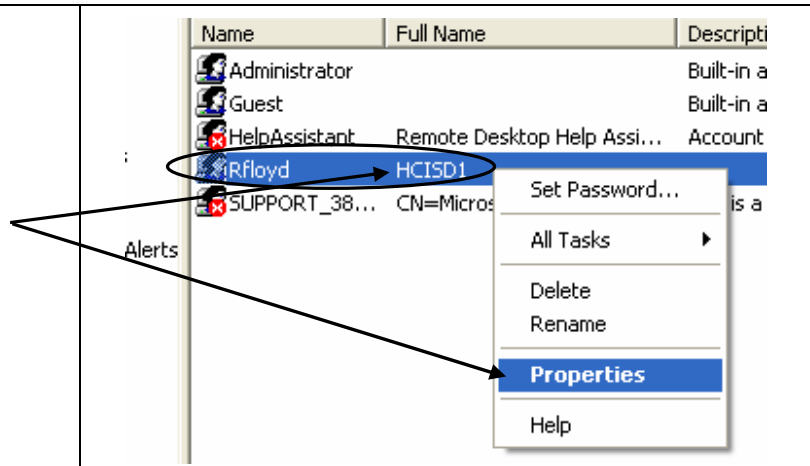 Name Full Name Descripti
Administrator Built-in a
Guest Built-in a
HelpAssistant Remote Desktop Help Assi... Account
Rfloyd HCISD1
SUPPORT_38... CN=Micros is a
Alerts
Set Password...
All Tasks
Delete
Rename
Properties
Help